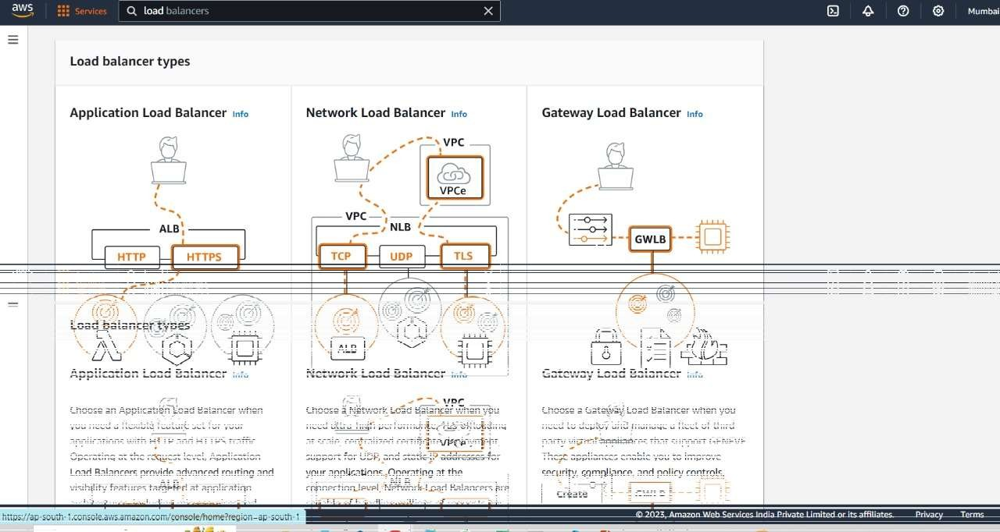 aws
Services
load balancers
Mumbai
Load balancer types
Application Load Balancer Info
Network Load Balancer Info
Gateway Load Balancer Info
VPC
VPCe
VPC
ALB
NLB
GWLB
HTTP
HTTPS
TCP
UDP
TLS
Load balancer types
ALB
Application Load Balancer Info
Network Load Balancer Info
Gateway Load Balancer Info
Choose an Application Load Balancer when
you need a flexible feature set for your
applications with HTTP and HTTPS traffic.
Operating at the request level, Application
Load Balancers provide advanced routing and
visibility features targeted at application
VPC
VPCe
Choose a Network Load Balancer when you
need ultra-high performance, TLS offloading
at scale, centralized certificate deployment,
support for UDP, and static IP addresses for
your applications. Operating at the
connection level, Network Load Balancers are
NLB
Choose a Gateway Load Balancer when you
need to deploy and manage a fleet of third-
party virtual appliances that support GENEVE.
These appliances enable you to improve
security, compliance, and policy controls.
Create
GWLB
https://ap-south-1.console.aws.amazon.com/console/home?region=ap-south-1
© 2023, Amazon Web Services India Private Limited or its affiliates.
Privacy
Terms